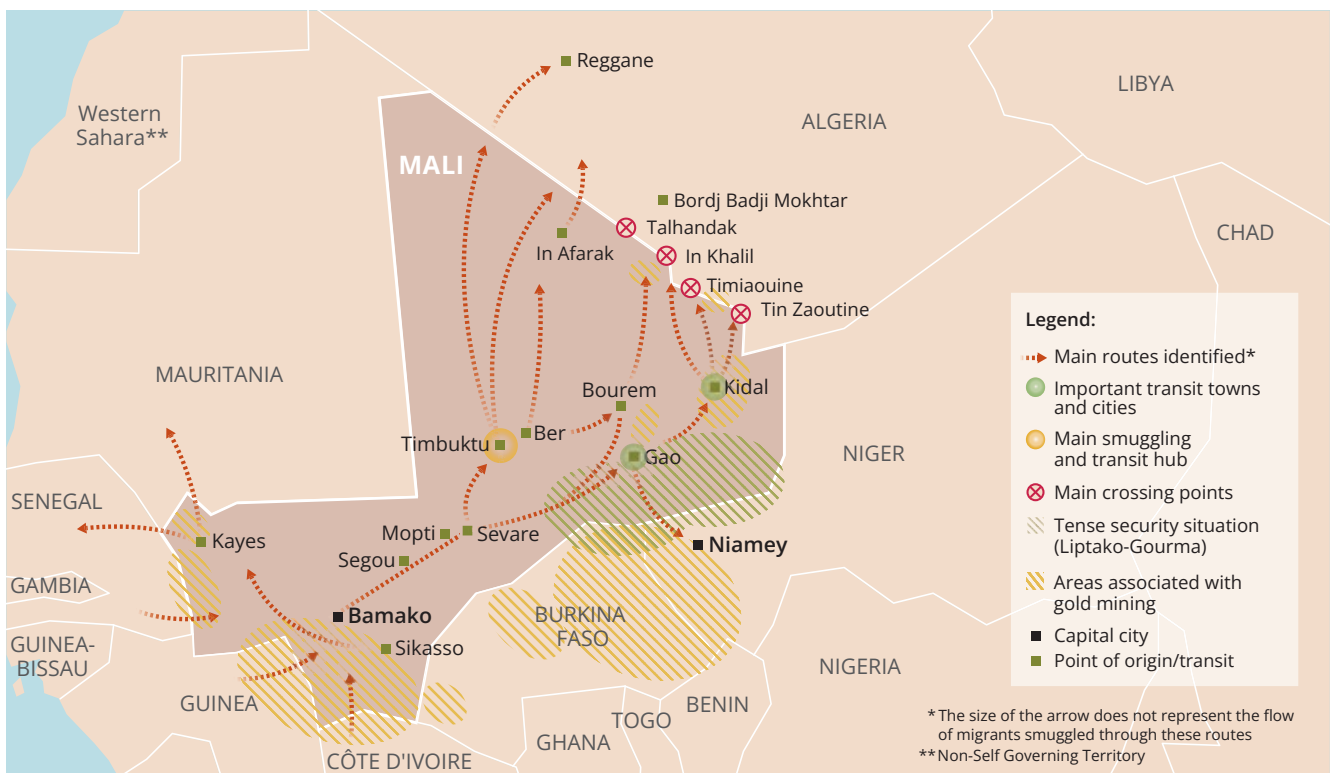 Reggane
LIBYA
Western
Sahara**
ALGERIA
MALI
Bordj Badji Mokhtar
Talhandak
CHAD
In Afarak
In Khalil
Timiaouine
Tin Zaoutine
MAURITANIA
Bourem
Kidal
Timbuktu
Ber
Gao
NIGER
SENEGAL
Kayes
Mopti
Sevare
Niamey
Segou
GAMBIA
Bamako
BURKINA
FASO
GUINEA-
BISSAU
Sikasso
NIGERIA
GUINEA
BENIN
TOGO
GHANA
CÔTE D'IVOIRE
Legend:
Main routes identified*
Important transit towns
and cities
Main smuggling
and transit hub
Main crossing points
Tense security situation
(Liptako-Gourma)
Areas associated with
gold mining
Capital city
Point of origin/transit
* The size of the arrow does not represent the flow
of migrants smuggled through these routes
**Non-Self Governing Territory